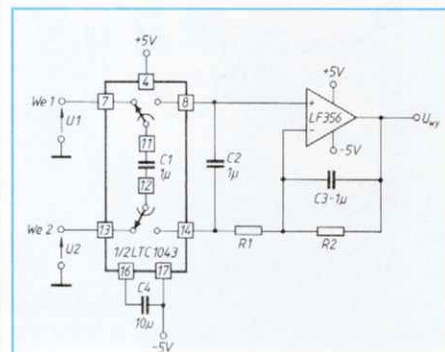 +5V
4
We 1
7
8
U1
11
C1
1μ
12
C2
1μ
+5V
+
LF356
-
-5V
Uwy
C3-1μ
We 2
13
14
R1
R2
U2
1/2LTC1043
16
17
C4
10μ
-5V